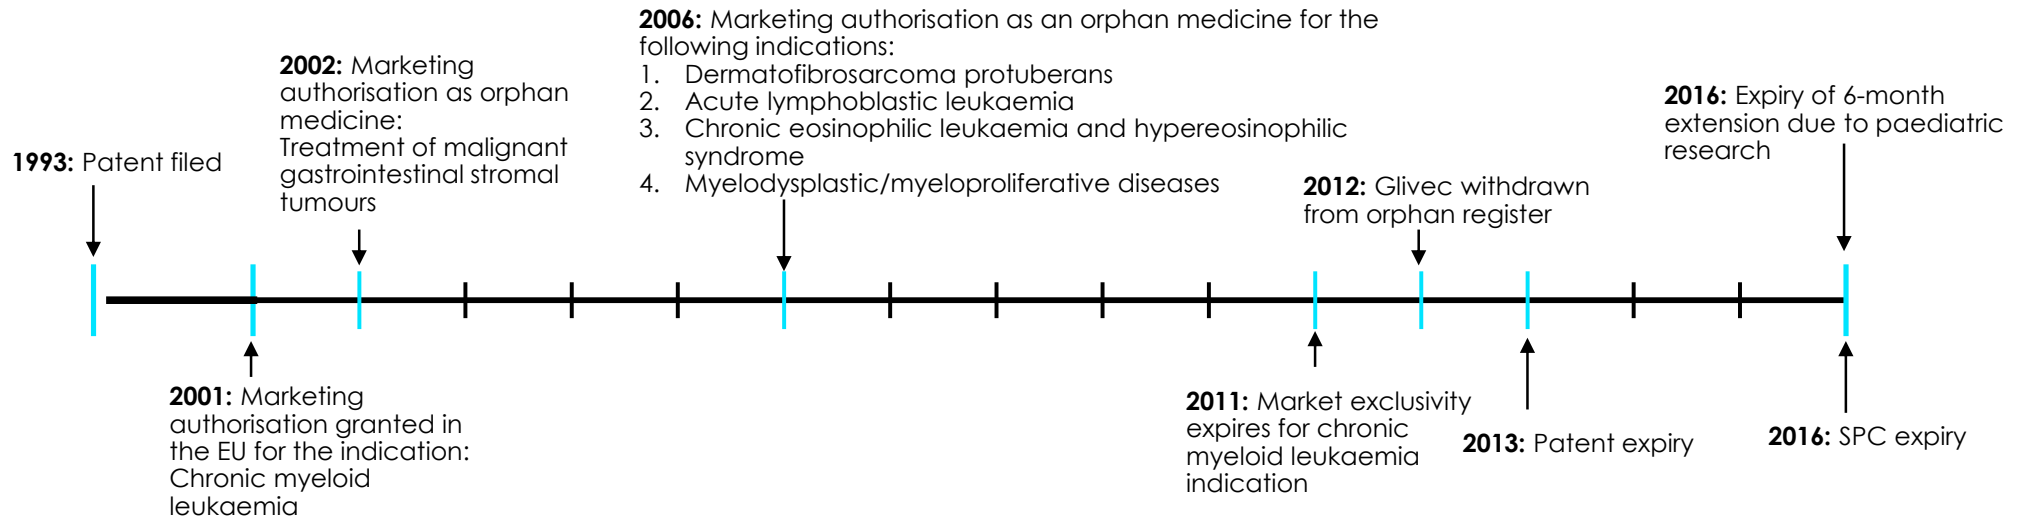 1993: Patent filed
2002: Marketing
authorisation as orphan
medicine:
Treatment of malignant
gastrointestinal stromal
tumours
2006: Marketing authorisation as an orphan medicine for the
following indications:
1. Dermatofibrosarcoma protuberans
2. Acute lymphoblastic leukaemia
3. Chronic eosinophilic leukaemia and hypereosinophilic
syndrome
4. Myelodysplastic/myeloproliferative diseases
2012: Glivec withdrawn
from orphan register
2016: Expiry of 6-month
extension due to paediatric
research
2001: Marketing
authorisation granted in
the EU for the indication:
Chronic myeloid
leukaemia
2011: Market exclusivity
expires for chronic
myeloid leukaemia
indication
2013: Patent expiry
2016: SPC expiry